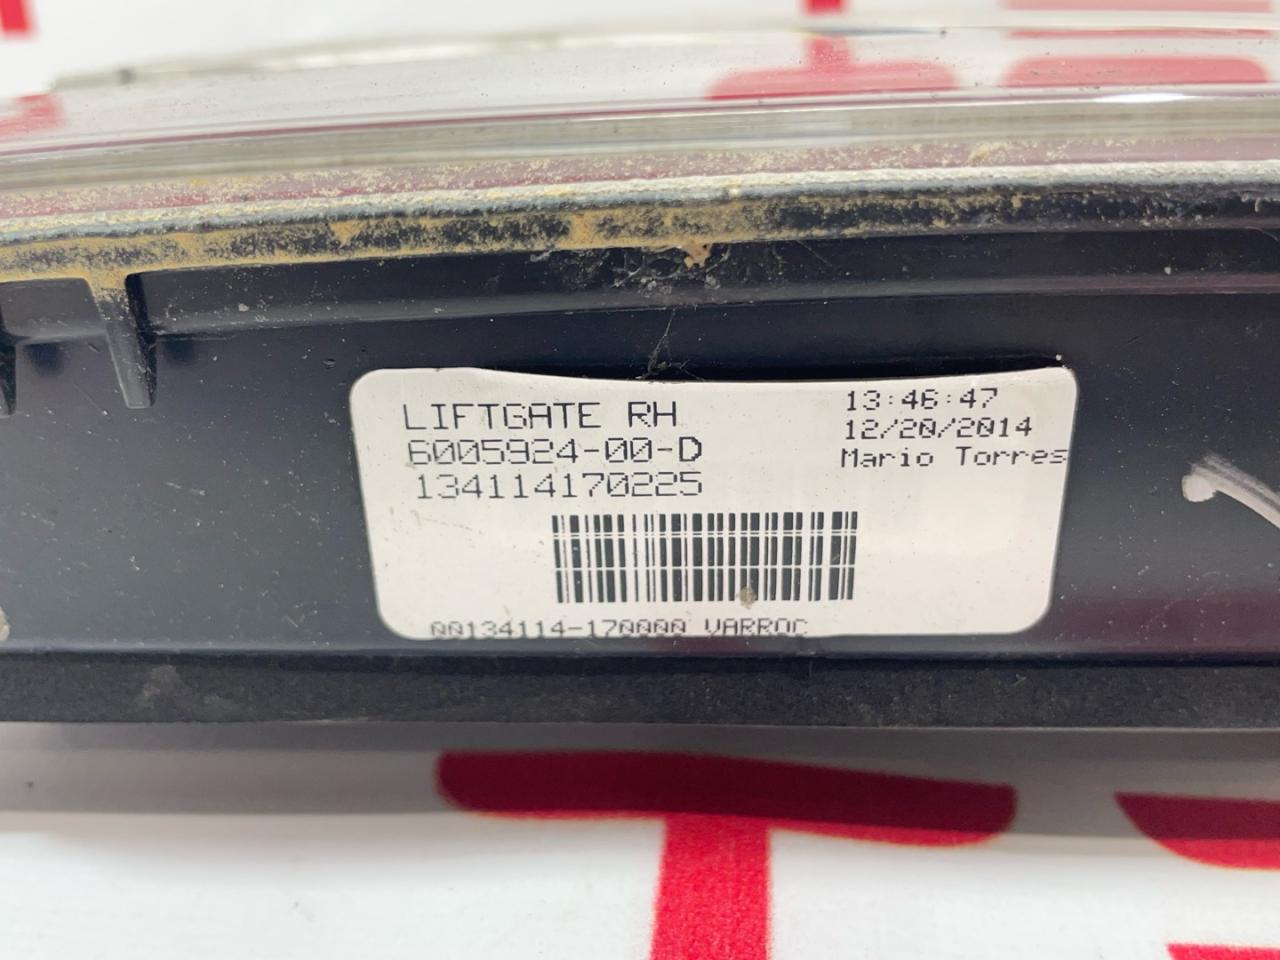 LIFTGATE RH
6005924-00-D
134114170225
13:46:47
12/20/2014
Mario Torres
00134114-170000 VARROC